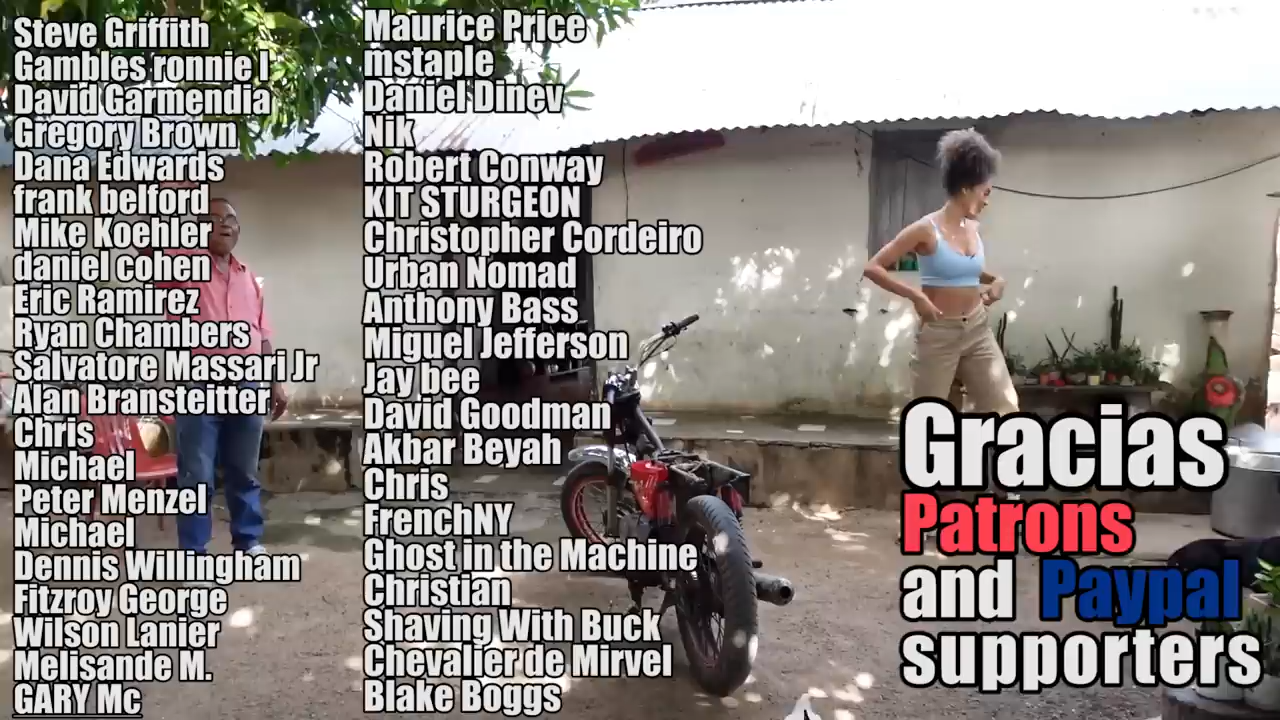 Steve Griffith
Gambles ronnie l
David Garmendia
Gregory Brown
Dana Edwards
frank belford
Mike Koehler
daniel cohen
Eric Ramirez
Ryan Chambers
Salvatore Massari Jr
Alan Bransteitter
Chris
Michael
Peter Menzel
Michael
Dennis Willingham
Fitzroy George
Wilson Lanier
Melisande M.
GARY Mc
Maurice Price
mstaple
Daniel Dinev
Nik
Robert Conway
KIT STURGEON
Christopher Cordeiro
Urban Nomad
Anthony Bass
Miguel Jefferson
Jay bee
David Goodman
Akbar Beyah
Chris
FrenchNY
Ghost in the Machine
Christian
Shaving With Buck
Chevalier de Mirvel
Blake Boggs
Gracias
Patrons
and Paypal
supporters